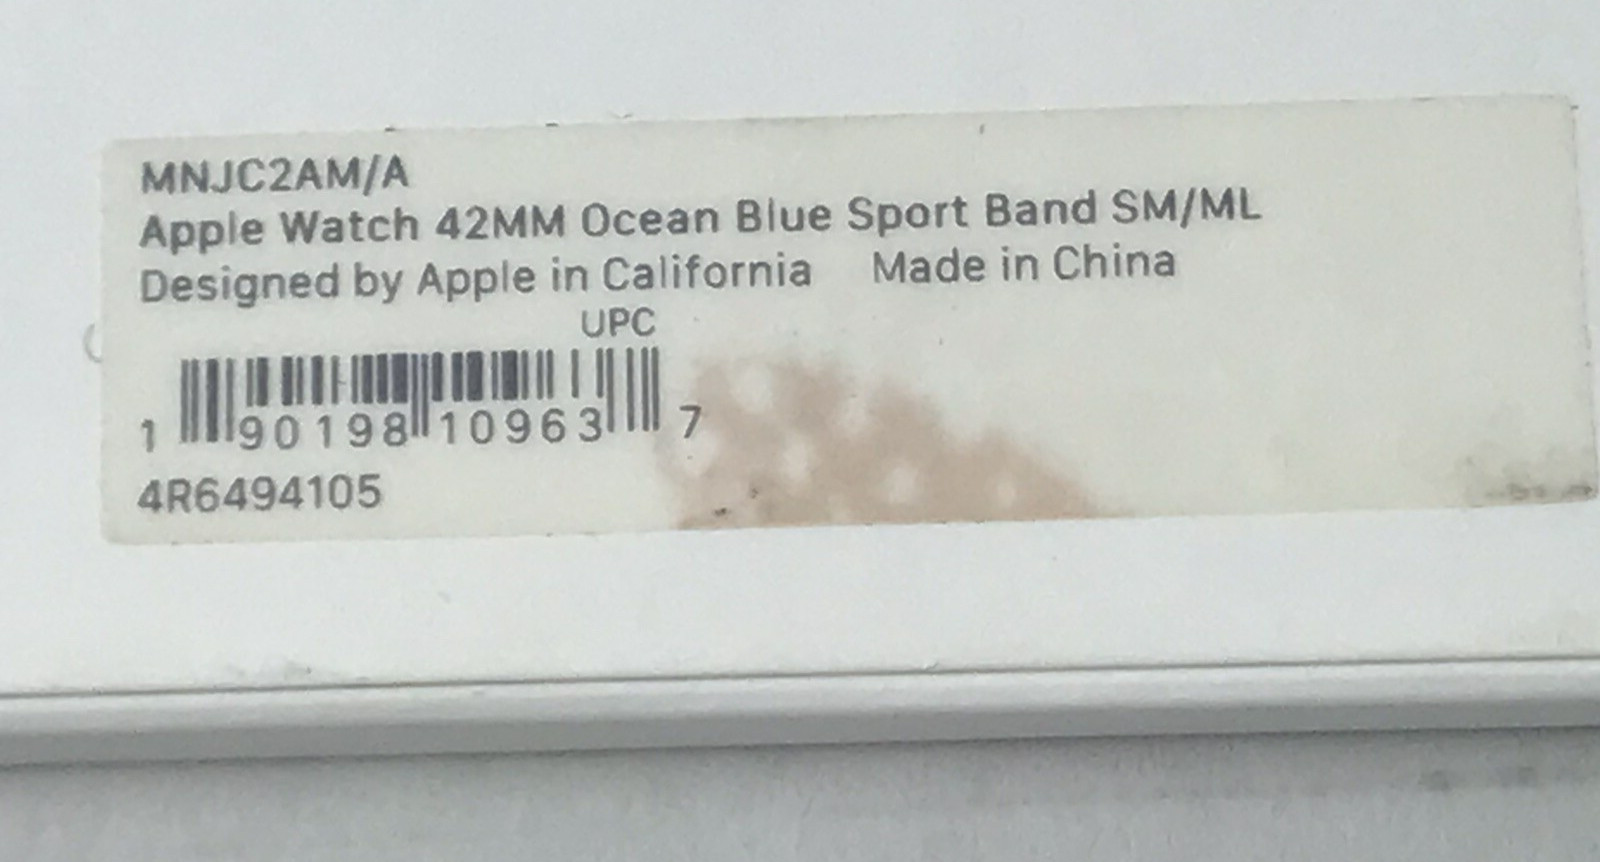 MNJC2AM/A
Apple Watch 42MM Ocean Blue Sport Band SM/ML
Designed by Apple in California Made in China
UPC
1 90198 10963 7
4R6494105